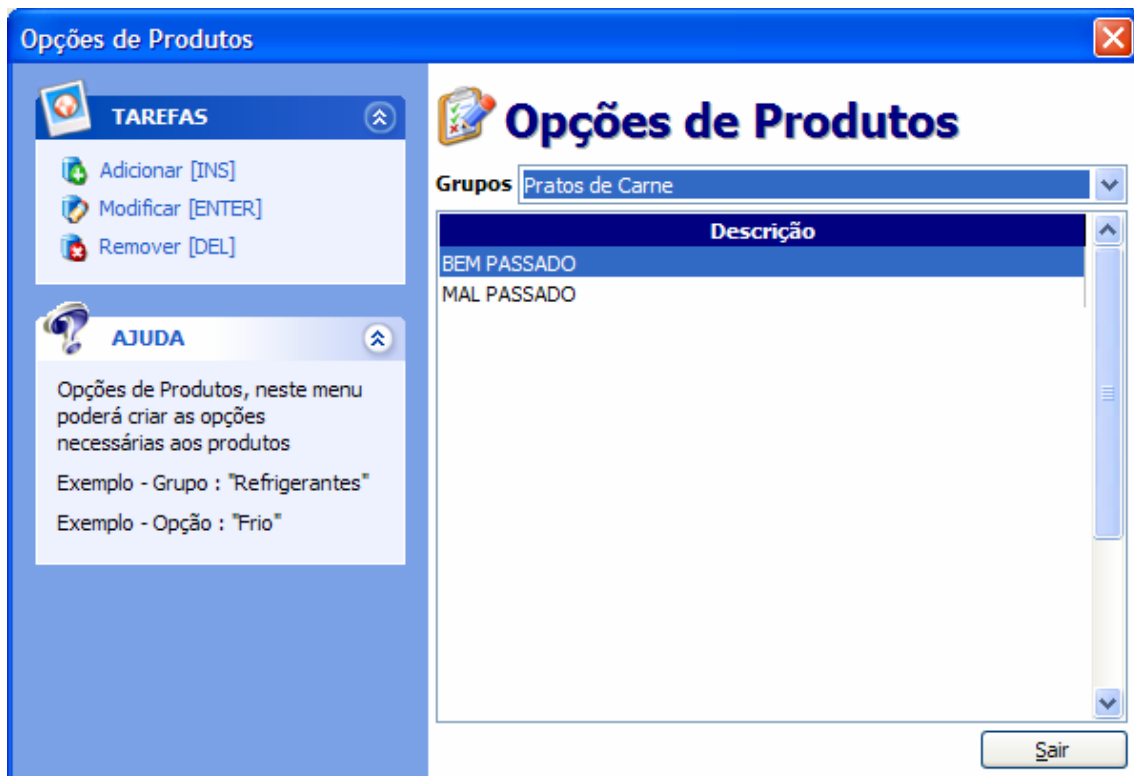 Opções de Produtos
TAREFAS
Adicionar [INS]
Modificar [ENTER]
Remover [DEL]
AJUDA
Opções de Produtos, neste menu
poderá criar as opções
necessárias aos produtos
Exemplo - Grupo : "Refrigerantes"
Exemplo - Opção : "Frio"
Opções de Produtos
Grupos Pratos de Carne
Descrição
BEM PASSADO
MAL PASSADO
Sair